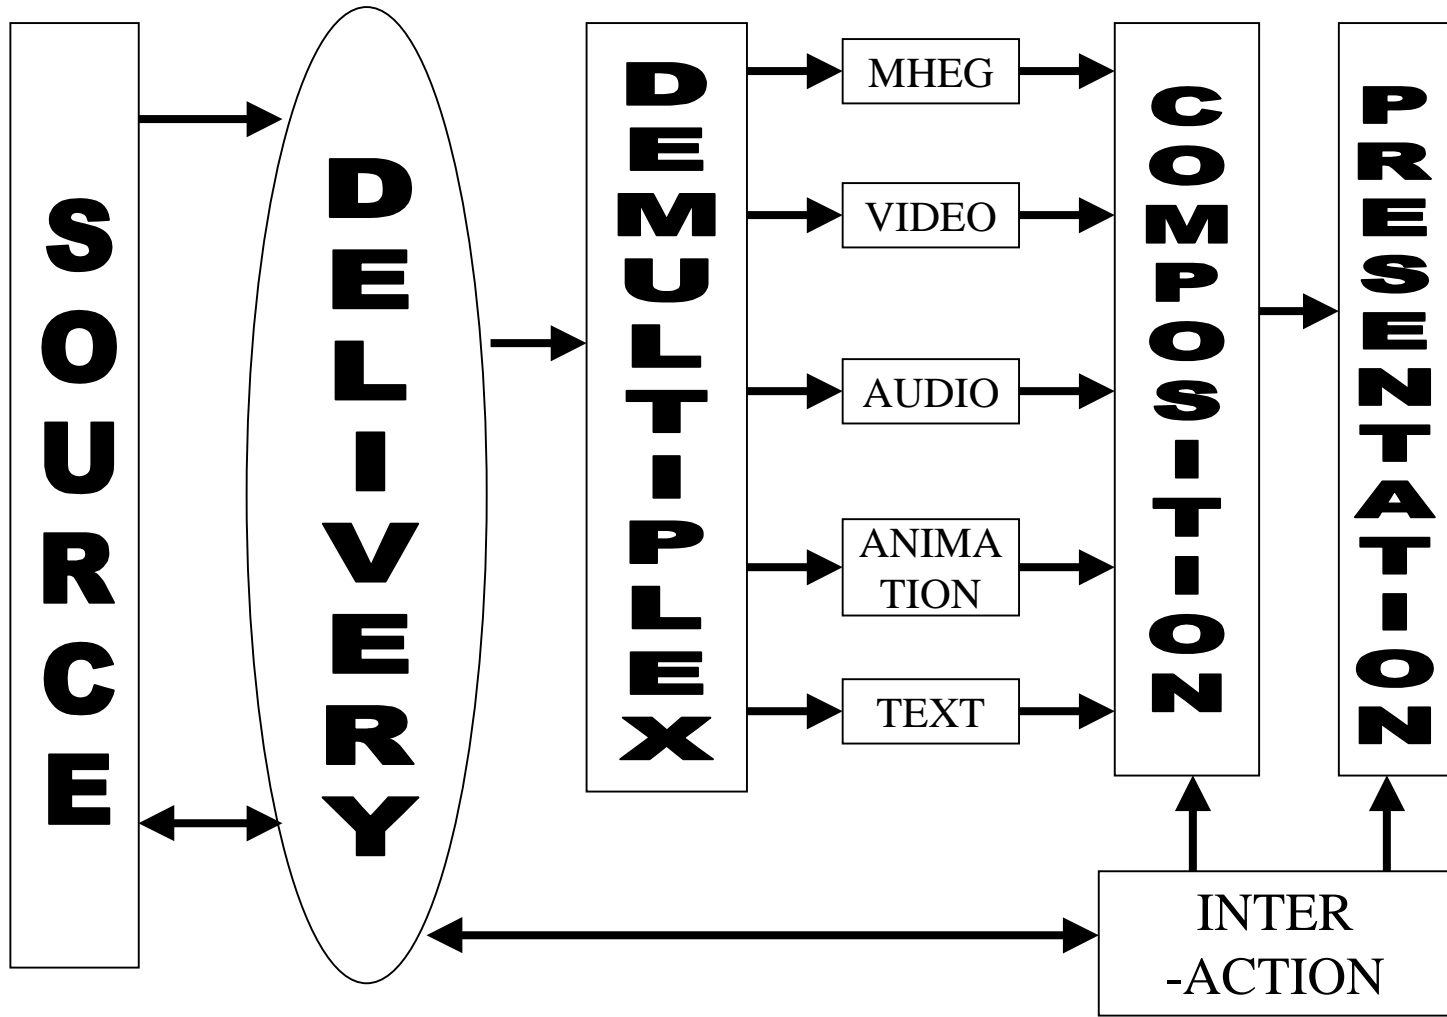 SOURCE
DELIVERY
DEMULTIPLEX
MHEG
VIDEO
AUDIO
ANIMA
TION
TEXT
COMPOSITION
PRESENTATION
INTER
-ACTION